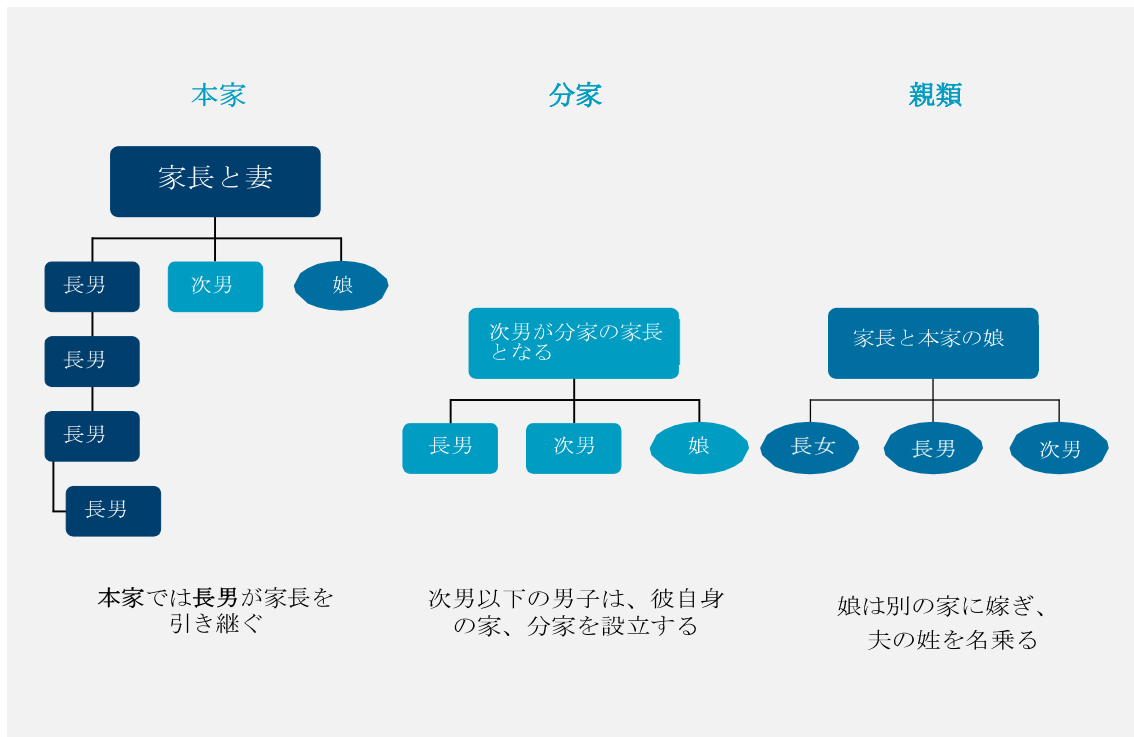 本家
分家
親類
家長と妻
長男
次男
娘
長男
長男
長男
次男が分家の家長
となる
長男
次男
娘
家長と本家の娘
長女
長男
次男
本家では長男が家長を
引き継ぐ
次男以下の男子は、彼自身
の家、分家を設立する
娘は別の家に嫁ぎ、
夫の姓を名乗る